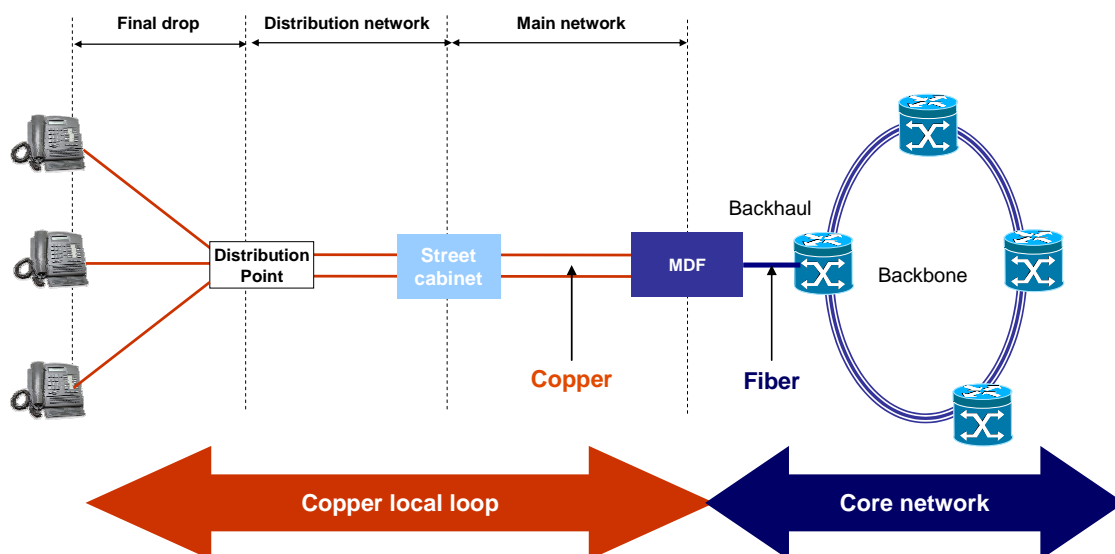 Final drop
Distribution network
Main network
Backhaul
Distribution
Point
Street
cabinet
MDF
Backbone
Copper
Fiber
Copper local loop
Core network